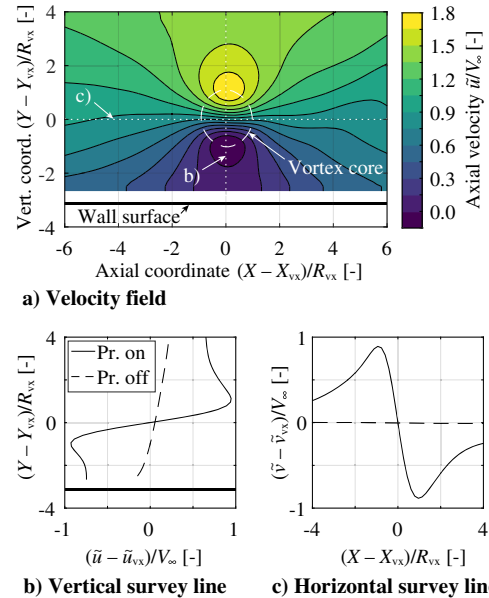 Vert. coord. (Y − Y_vx)/R_vx [-]
4
2
0
-2
-4
c)
b)
Vortex core
Wall surface
-6
-4
-2
0
2
4
6
Axial coordinate (X − X_vx)/R_vx [-]
1.8
1.5
1.2
0.9
0.6
0.3
0.0
Axial velocity ũ/V_∞ [-]
a) Velocity field
(Y − Y_vx)/R_vx [-]
4
0
-4
Pr. on
Pr. off
-1
0
1
(ũ − ũ_vx)/V_∞ [-]
b) Vertical survey line
(ṽ − ṽ_vx)/V_∞ [-]
1
0
-1
-4
0
4
(X − X_vx)/R_vx [-]
c) Horizontal survey lin